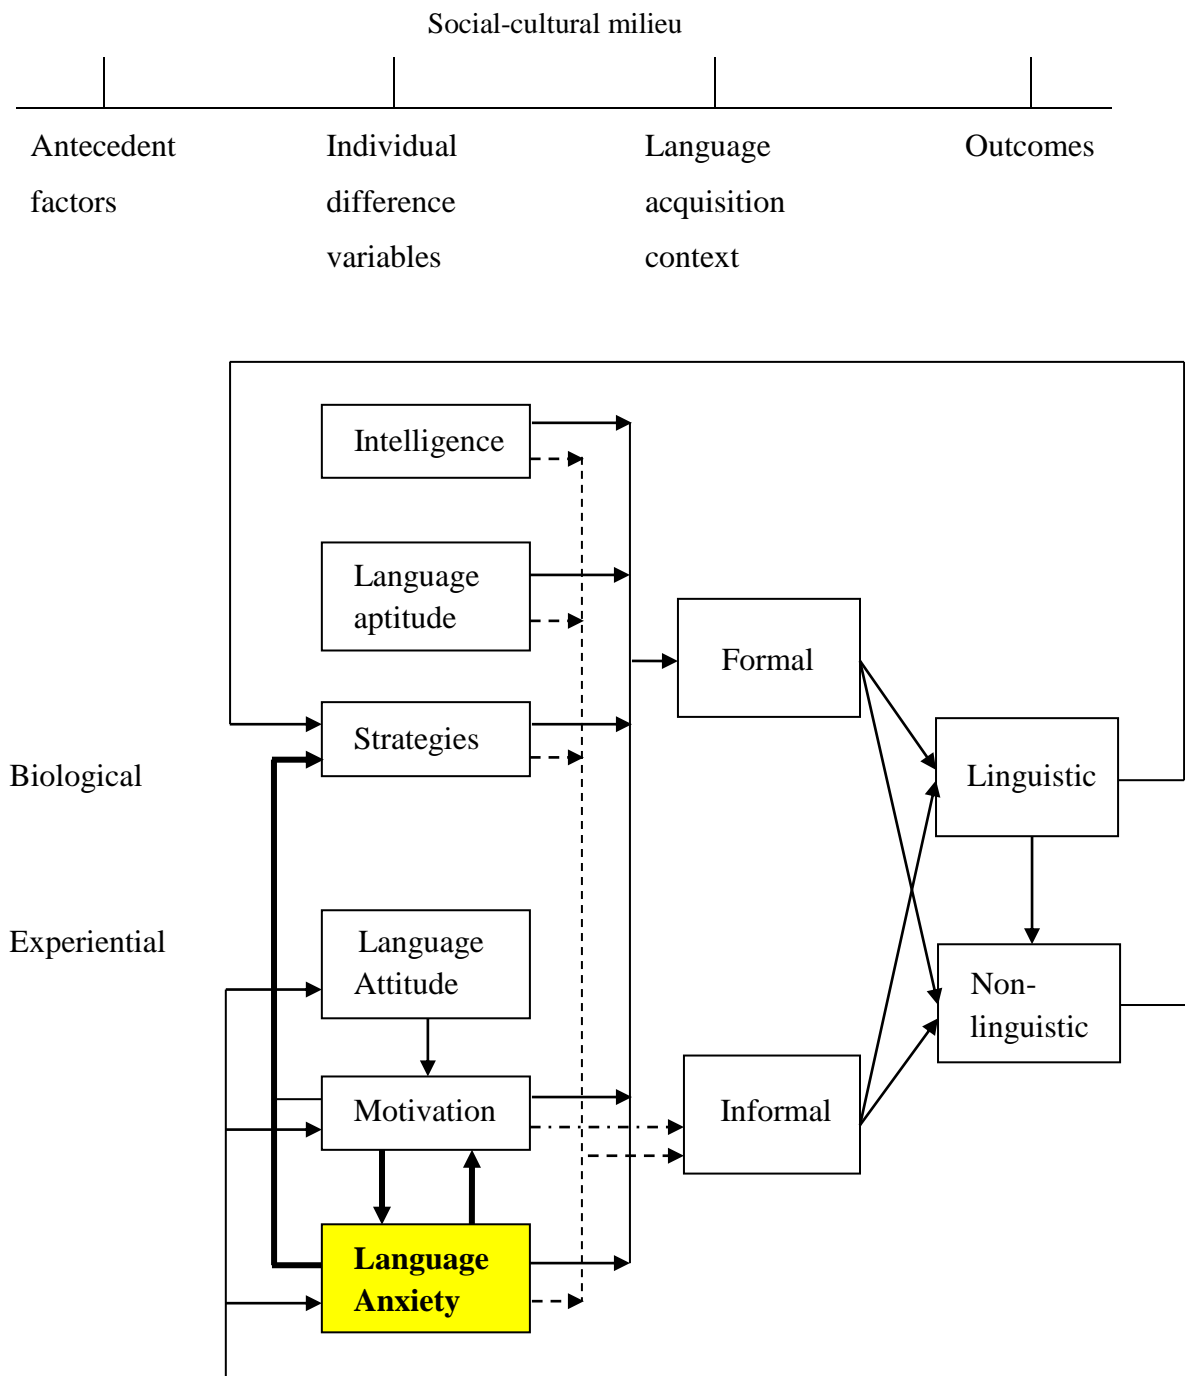 Social-cultural milieu
Antecedent
factors
Individual
difference
variables
Language
acquisition
context
Outcomes
Intelligence
Language
aptitude
Strategies
Biological
Experiential
Language
Attitude
Motivation
Language
Anxiety
Formal
Informal
Linguistic
Non-
linguistic